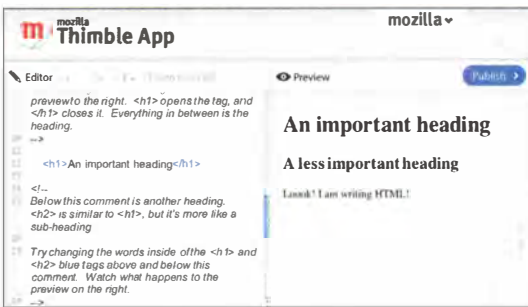 mozilla
Thimble App
mozilla
Editor
Preview
Publish >
preview to the right. <h1> opens the tag, and
</h1> closes it. Everything in between is the
heading.
-->
<h1>An important heading</h1>
<!--
Below this comment is another heading.
<h2> is similar to <h1>, but it's more like a
sub-heading
Try changing the words inside of the <h1> and
<h2> blue tags above and below this
comment. Watch what happens to the
preview on the right.
-->
An important heading
A less important heading
Loook! I am writing HTML!